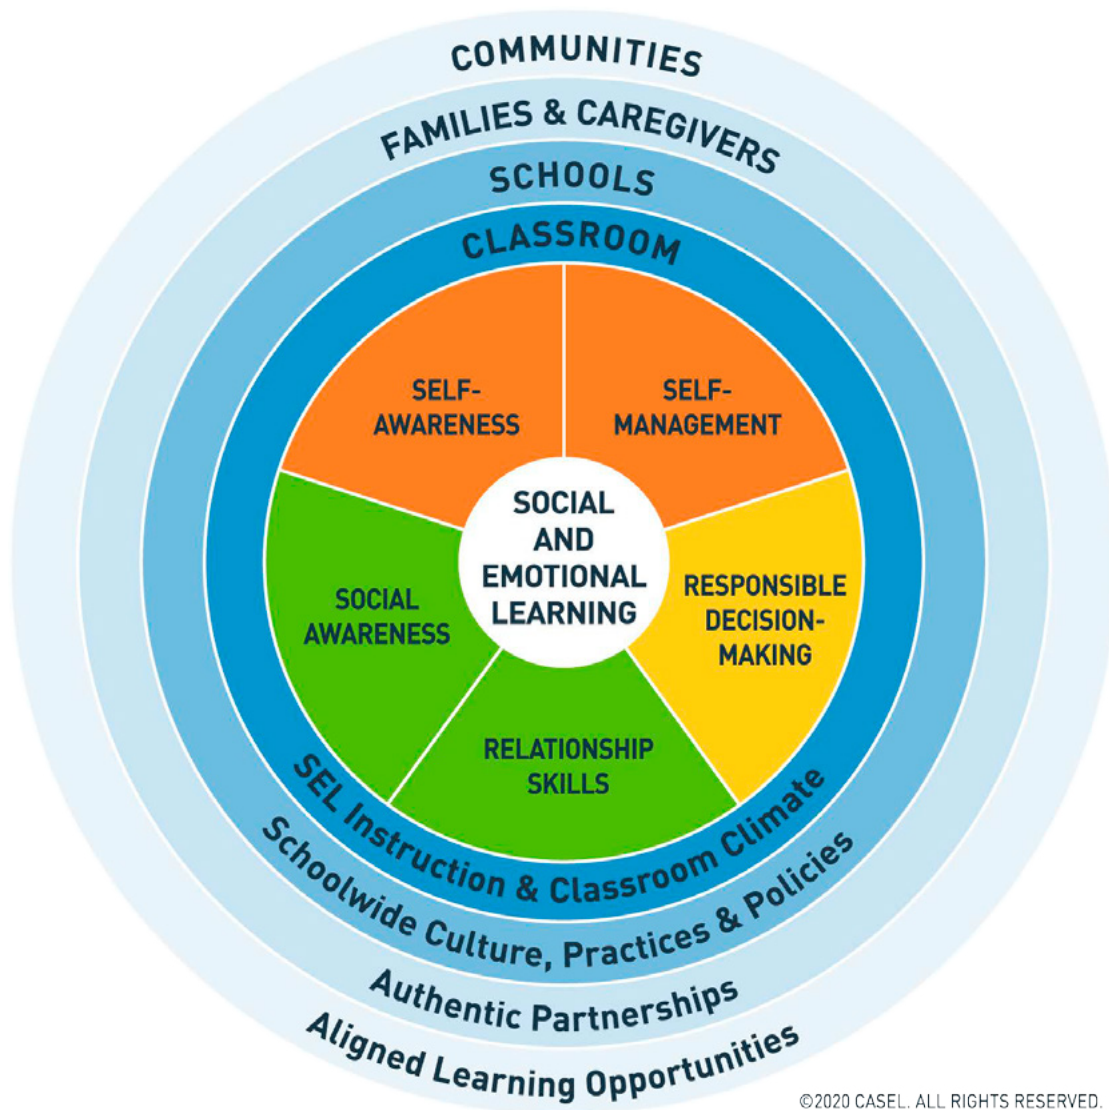 COMMUNITIES
FAMILIES & CAREGIVERS
SCHOOLS
CLASSROOM
SELF-
AWARENESS
SELF-
MANAGEMENT
SOCIAL
AND
EMOTIONAL
LEARNING
SOCIAL
AWARENESS
RESPONSIBLE
DECISION-
MAKING
RELATIONSHIP
SKILLS
SEL Instruction & Classroom Climate
Schoolwide Culture, Practices & Policies
Authentic Partnerships
Aligned Learning Opportunities
©2020 CASEL. ALL RIGHTS RESERVED.